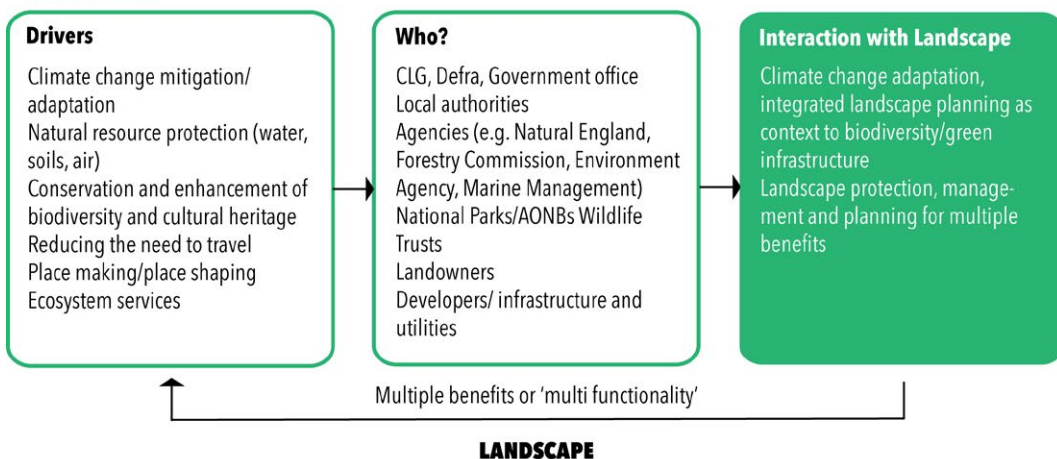 Drivers
Climate change mitigation/
adaptation
Natural resource protection (water,
soils, air)
Conservation and enhancement of
biodiversity and cultural heritage
Reducing the need to travel
Place making/place shaping
Ecosystem services
Who?
CLG, Defra, Government office
Local authorities
Agencies (e.g. Natural England,
Forestry Commission, Environment
Agency, Marine Management)
National Parks/AONBs Wildlife
Trusts
Landowners
Developers/ infrastructure and
utilities
Interaction with Landscape
Climate change adaptation,
integrated landscape planning as
context to biodiversity/green
infrastructure
Landscape protection, manage-
ment and planning for multiple
benefits
Multiple benefits or ‘multi functionality’
LANDSCAPE